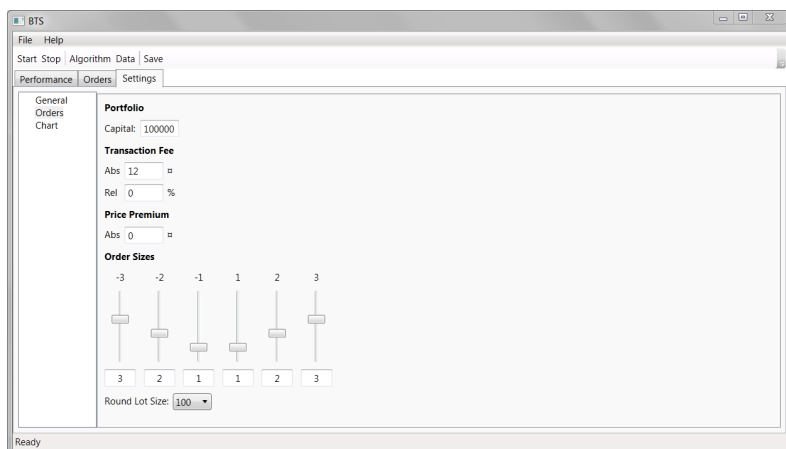 BTS
File Help
Start Stop Algorithm Data Save
Performance Orders Settings
General
Orders
Chart
Portfolio
Capital: 100000
Transaction Fee
Abs 12 ¤
Rel 0 %
Price Premium
Abs 0 ¤
Order Sizes
-3 -2 -1 1 2 3
3 2 1 1 2 3
Round Lot Size: 100
Ready